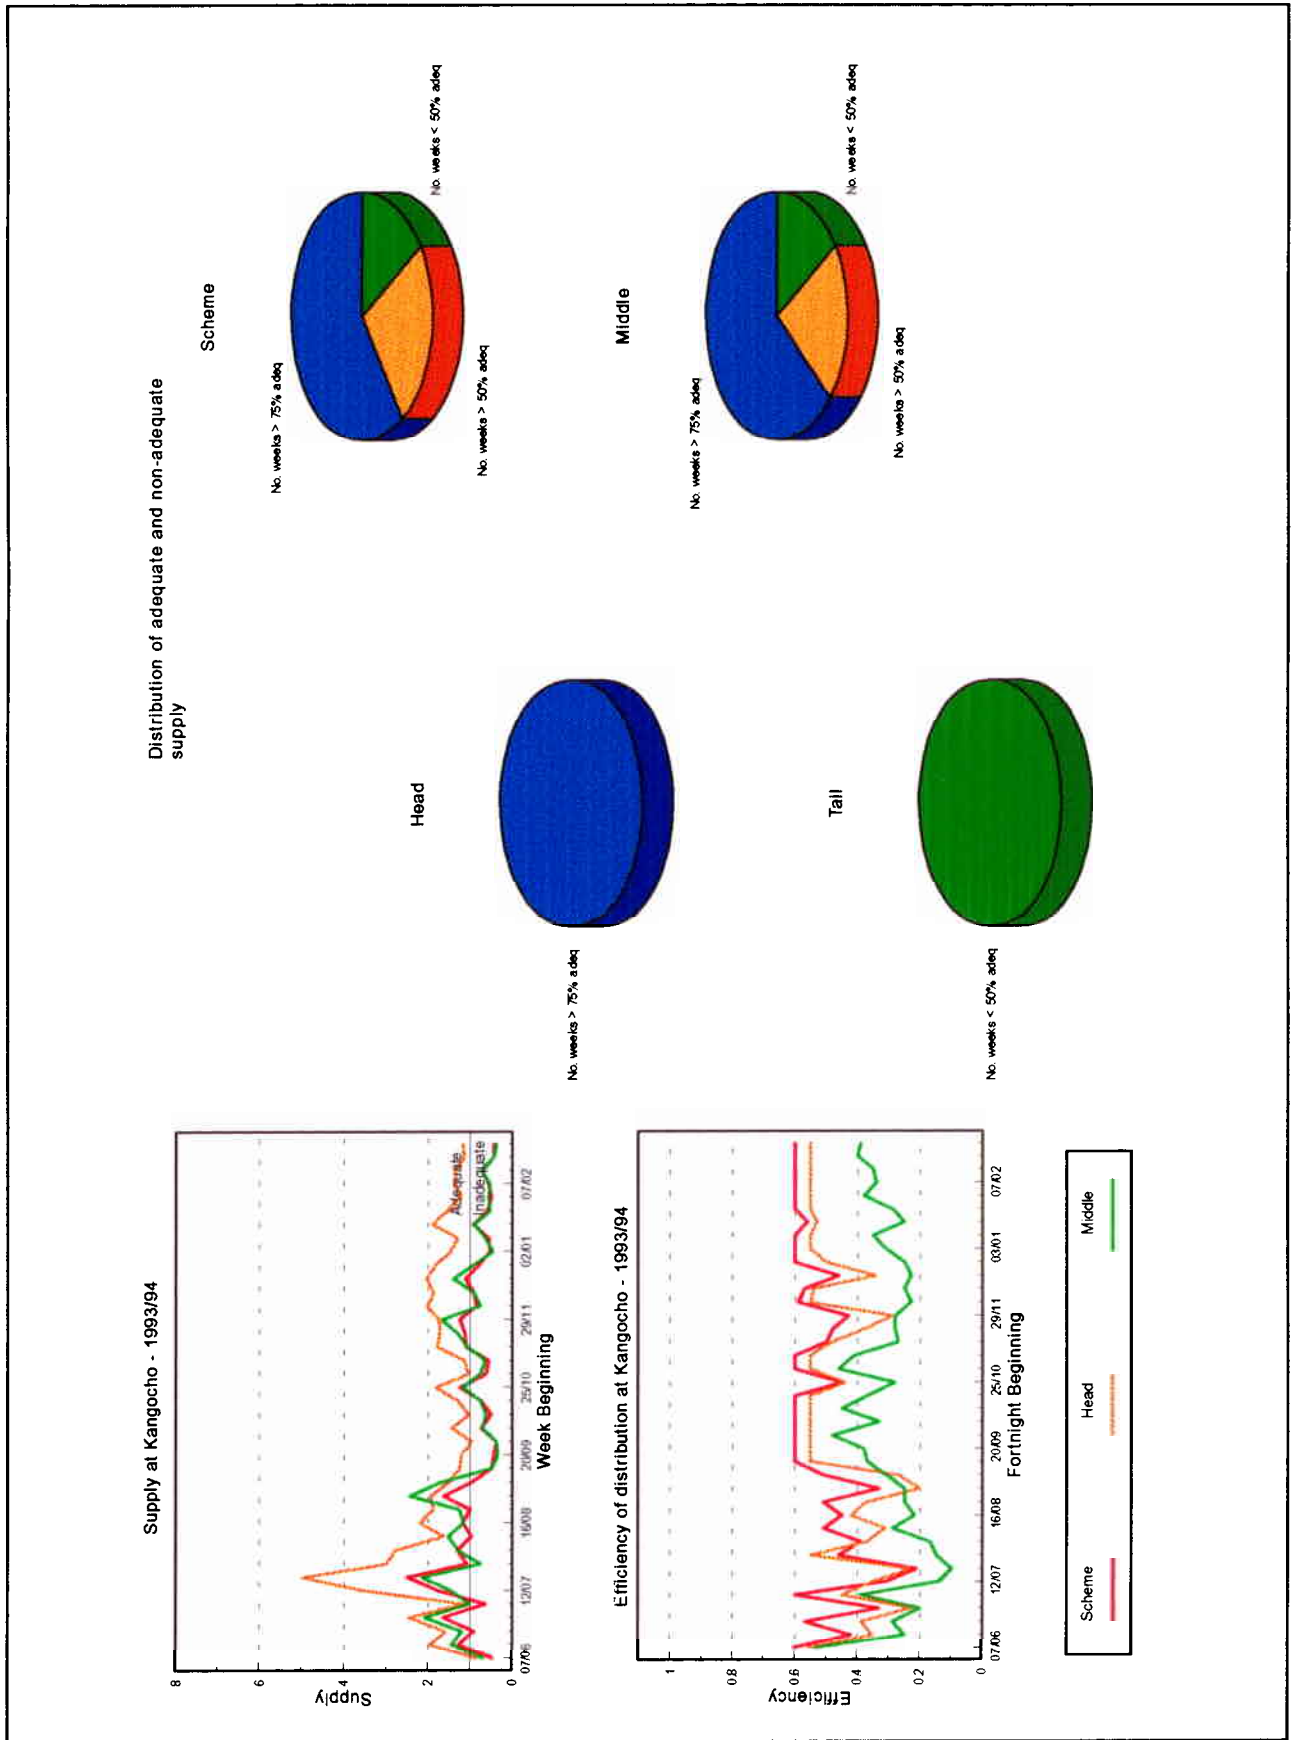 Supply at Kangocho - 1993/94
8
6
4
2
0
Supply
Adequate
Inadequate
07/06
12/07
16/08
20/09
25/10
29/11
02/01
07/02
Week Beginning
Efficiency of distribution at Kangocho - 1993/94
1
0.8
0.6
0.4
0.2
0
Efficiency
07/06
12/07
16/08
20/09
25/10
29/11
03/01
07/02
Fortnight Beginning
Scheme
Head
Middle
Distribution of adequate and non-adequate
supply
Head
No. weeks > 75% adeq
Scheme
No. weeks > 75% adeq
No. weeks < 50% adeq
No. weeks > 50% adeq
Tail
No. weeks < 50% adeq
Middle
No. weeks > 75% adeq
No. weeks < 50% adeq
No. weeks > 50% adeq